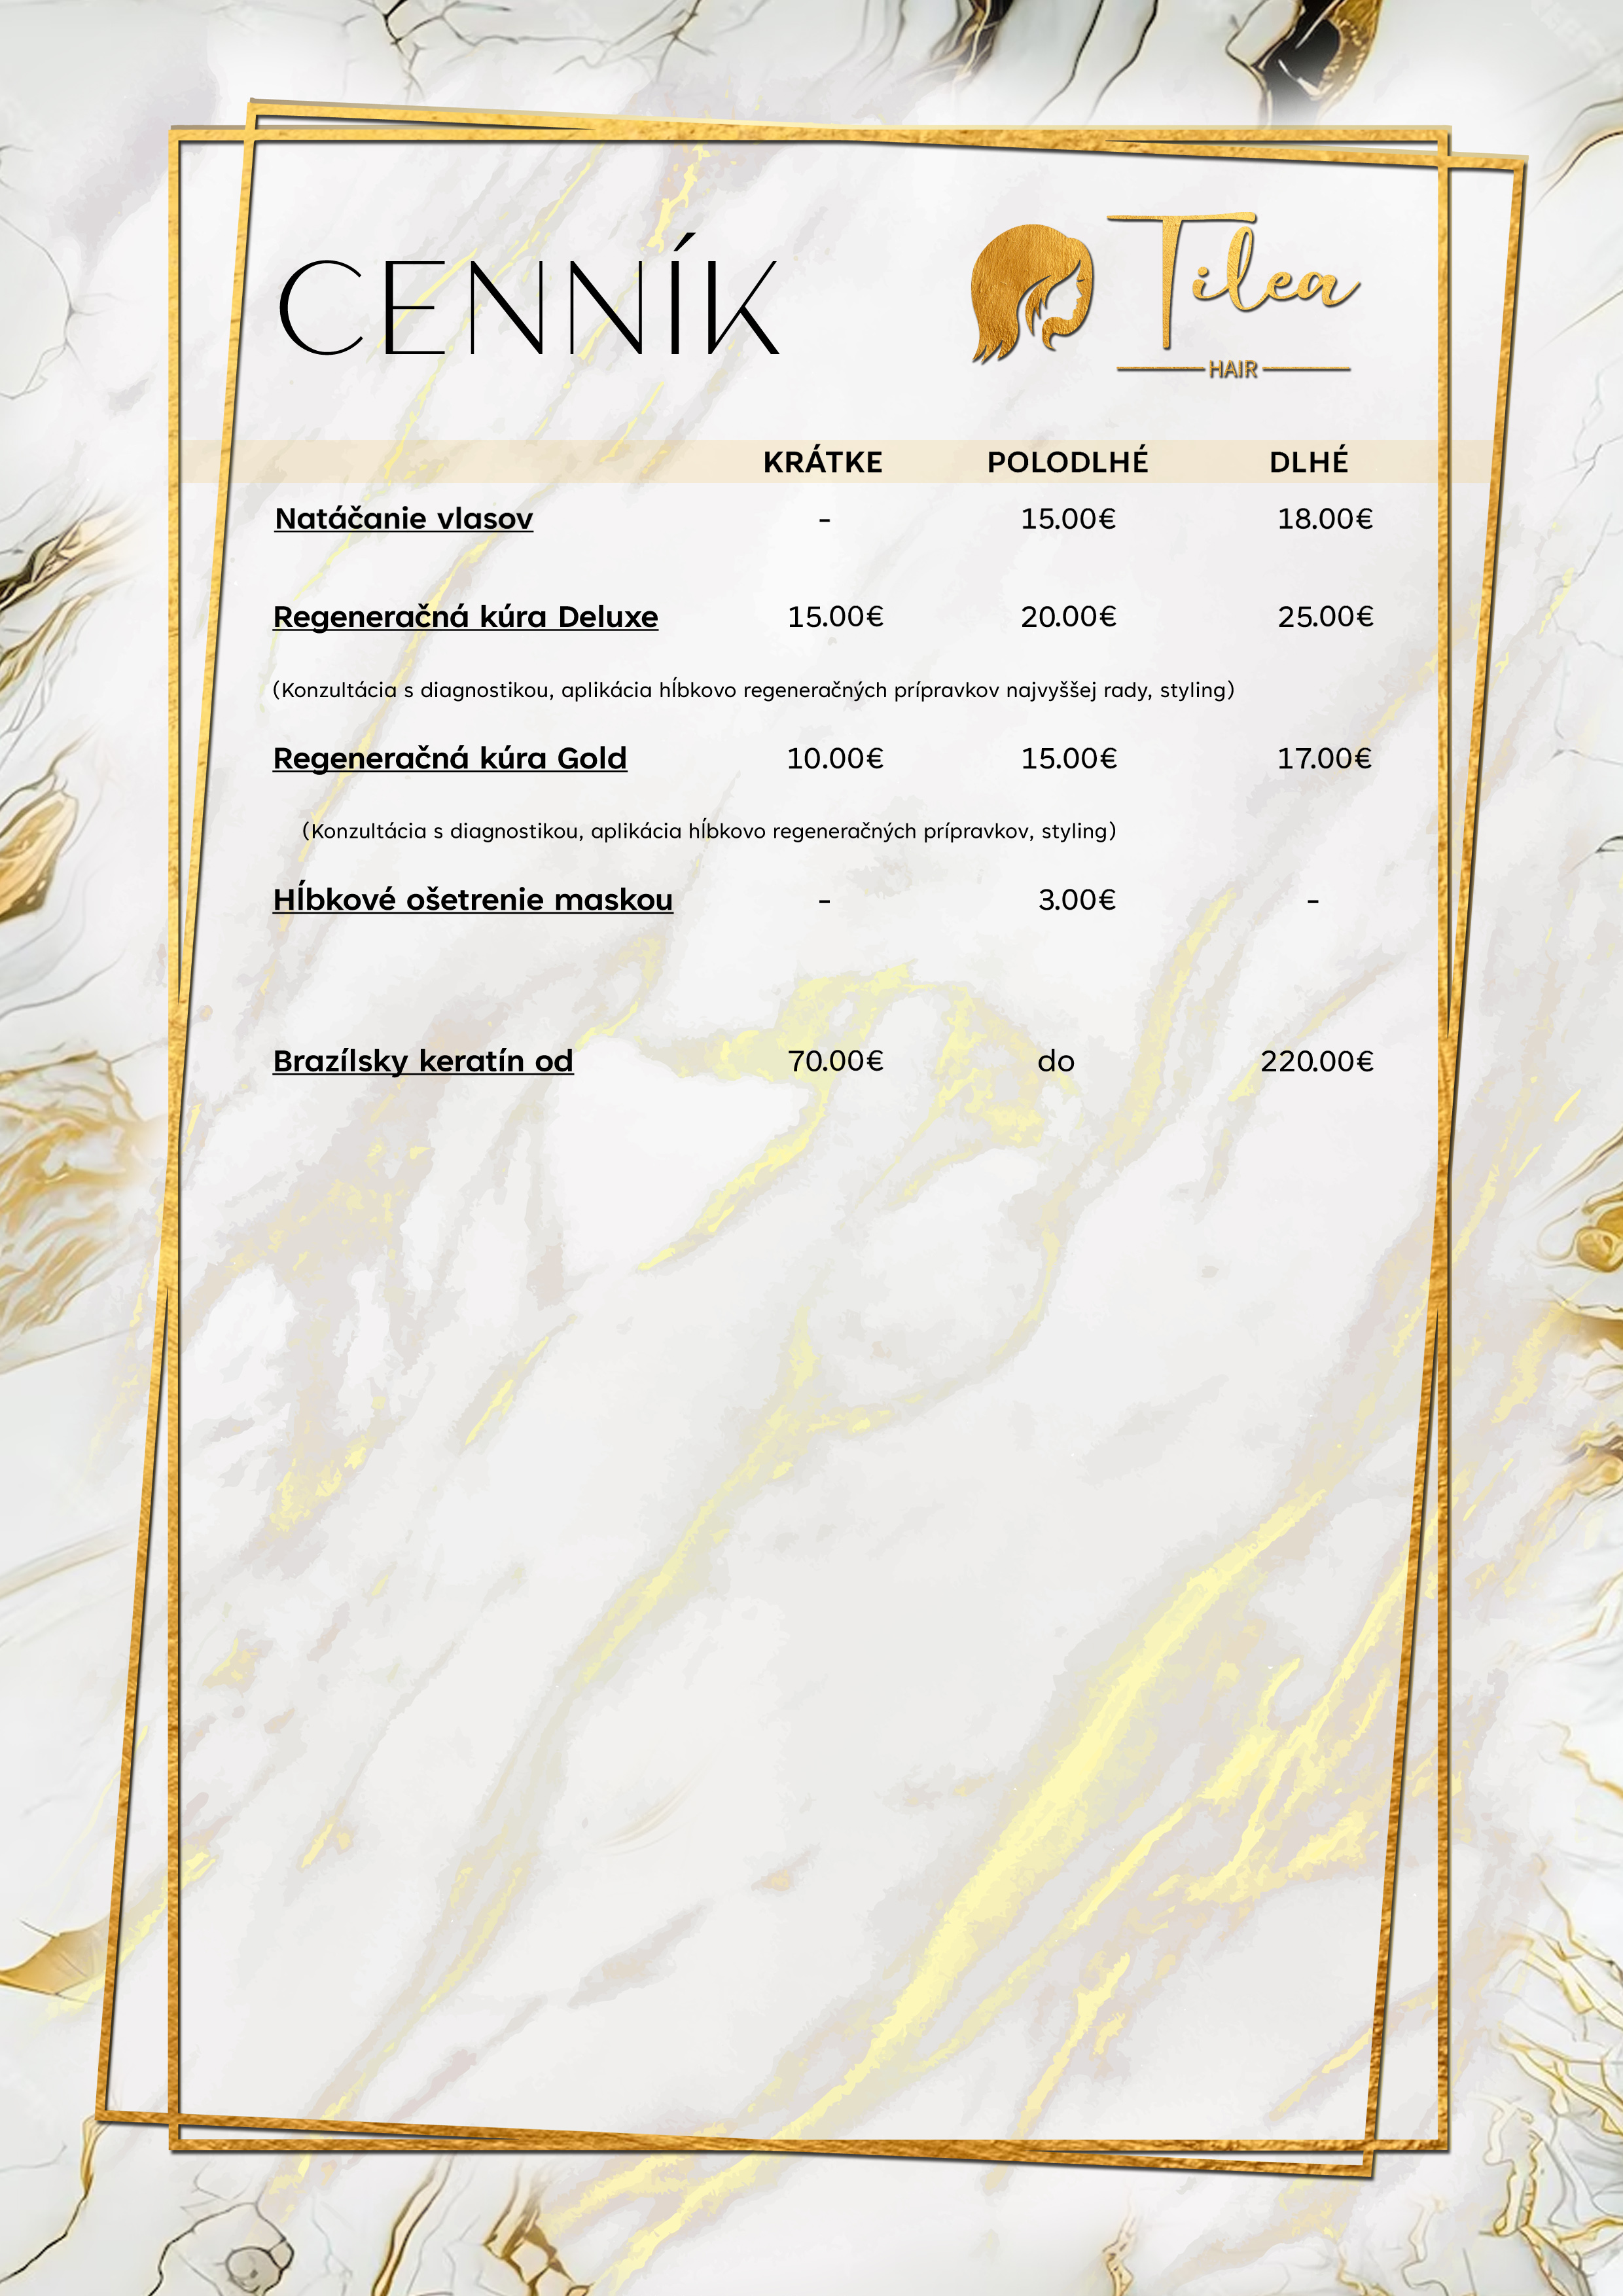 CENNÍK
Tilea
HAIR
KRÁTKE POLODLHÉ DLHÉ
Natáčanie vlasov - 15.00€ 18.00€
Regeneračná kúra Deluxe 15.00€ 20.00€ 25.00€
(Konzultácia s diagnostikou, aplikácia hĺbkovo regeneračných prípravkov najvyššej rady, styling)
Regeneračná kúra Gold 10.00€ 15.00€ 17.00€
(Konzultácia s diagnostikou, aplikácia hĺbkovo regeneračných prípravkov, styling)
Hĺbkové ošetrenie maskou - 3.00€ -
Brazílsky keratín od 70.00€ do 220.00€